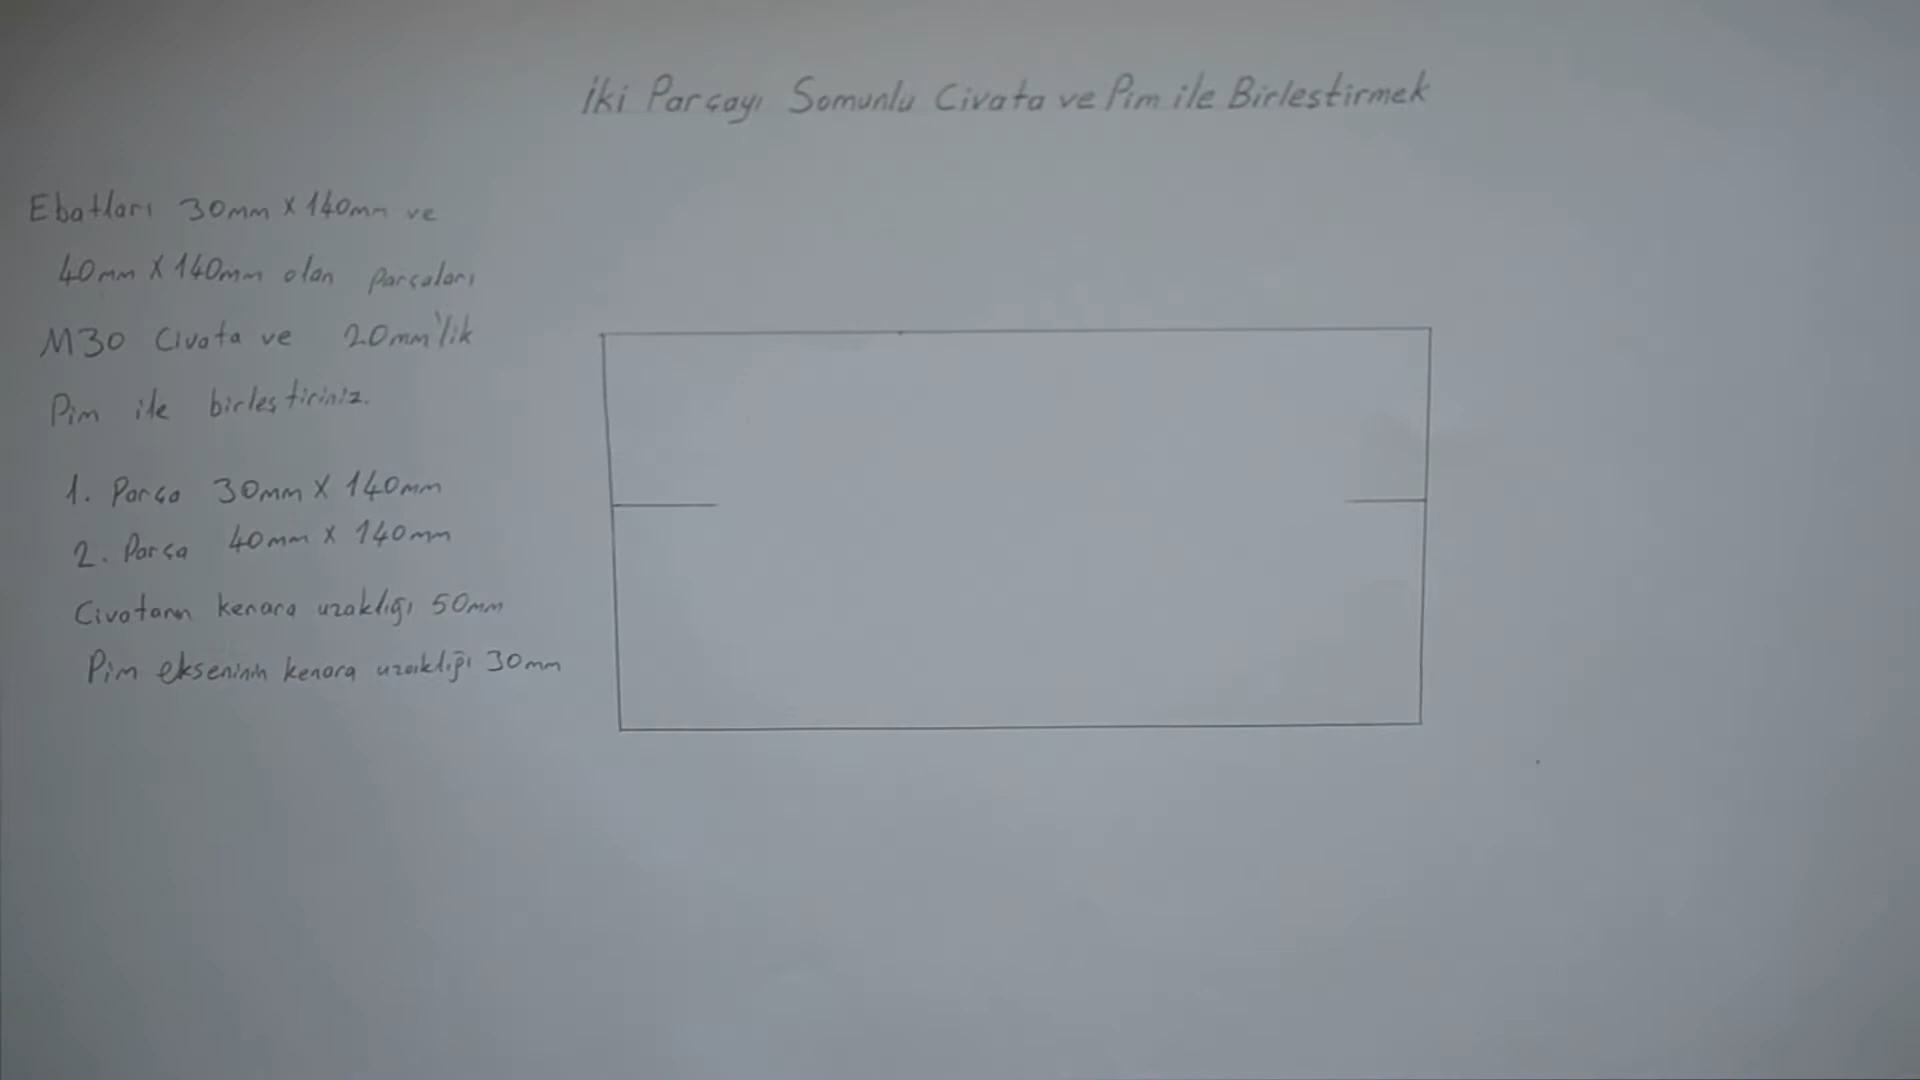 İki Parçayı Somunlu Civata ve Pim ile Birleştirmek
Ebatları 30mm x 140mm ve
40mm x 140mm olan parçaları
M30 Civata ve 20mm'lik
Pim ile birleştiriniz.
1. Parça 30mm x 140mm
2. Parça 40mm x 140mm
Civatanın kenara uzaklığı 50mm
Pim ekseninin kenara uzaklığı 30mm